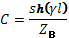 C = sh(γl) / Z_B